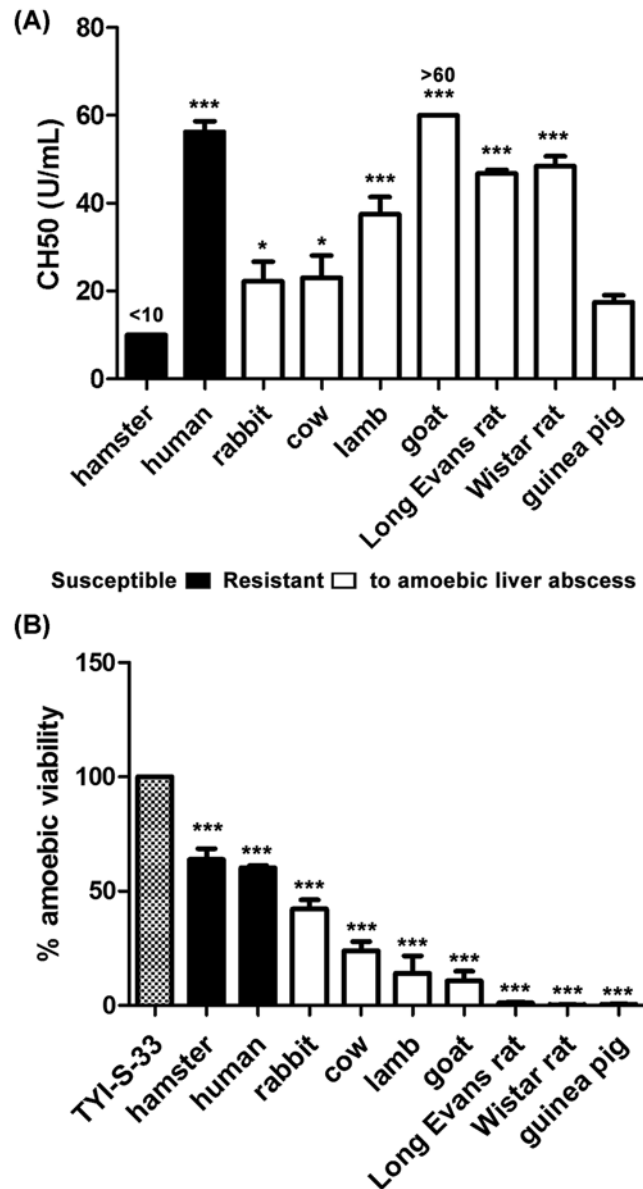 (A)
80
60
40
20
0
CH50 (U/mL)
<10
***
*
*
***
>60
***
***
***
hamster
human
rabbit
cow
lamb
goat
Long Evans rat
Wistar rat
guinea pig
Susceptible Resistant to amoebic liver abscess
(B)
150
100
50
0
% amoebic viability
***
***
***
***
***
***
***
***
***
TYI-S-33
hamster
human
rabbit
cow
lamb
goat
Long Evans rat
Wistar rat
guinea pig